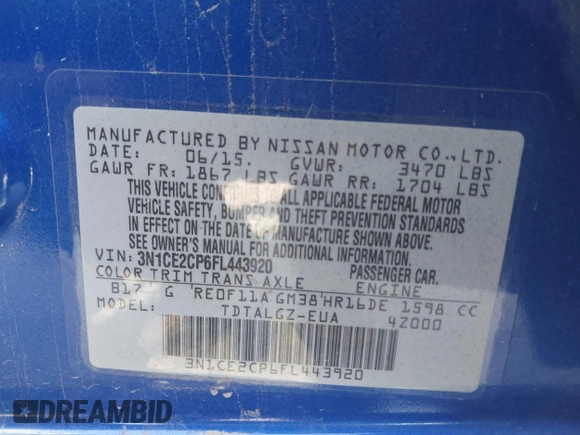 MANUFACTURED BY NISSAN MOTOR CO.,LTD.
DATE: 06/15. GVWR: 3470 LBS
GAWR FR: 1867 LBS GAWR RR: 1704 LBS
THIS VEHICLE CONFORMS TO ALL APPLICABLE FEDERAL MOTOR
VEHICLE SAFETY, BUMPER AND THEFT PREVENTION STANDARDS
IN EFFECT ON THE DATE OF MANUFACTURE SHOWN ABOVE.
SEE OWNER'S MANUAL FOR ADDITIONAL INFORMATION.
VIN: 3N1CE2CP6FL443920 PASSENGER CAR.
COLOR TRIM TRANS AXLE ENGINE
B17 G RE0F11A GM38 HR16DE 1598 CC
MODEL: TDTALGZ-EUA 4Z000
3N1CE2CP6FL443920
DREAMBID